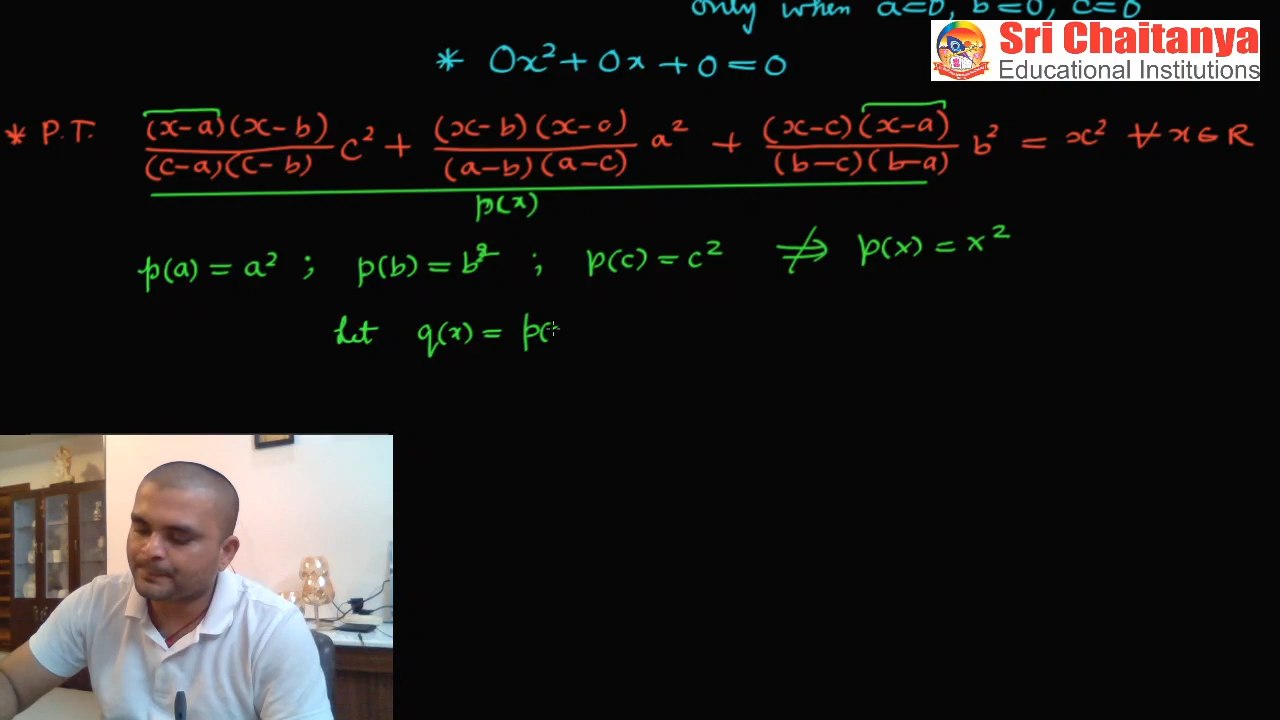 only when a=0, b=0, c=0
Sri Chaitanya
Educational Institutions
* 0x² + 0x + 0 = 0
* P.T. (x-a)(x-b)/(c-a)(c-b) c² + (x-b)(x-c)/(a-b)(a-c) a² + (x-c)(x-a)/(b-c)(b-a) b² = x² ∀ x ∈ R
p(x)
p(a) = a² ; p(b) = b² ; p(c) = c² ⇏ p(x) = x²
Let q(x) = p(